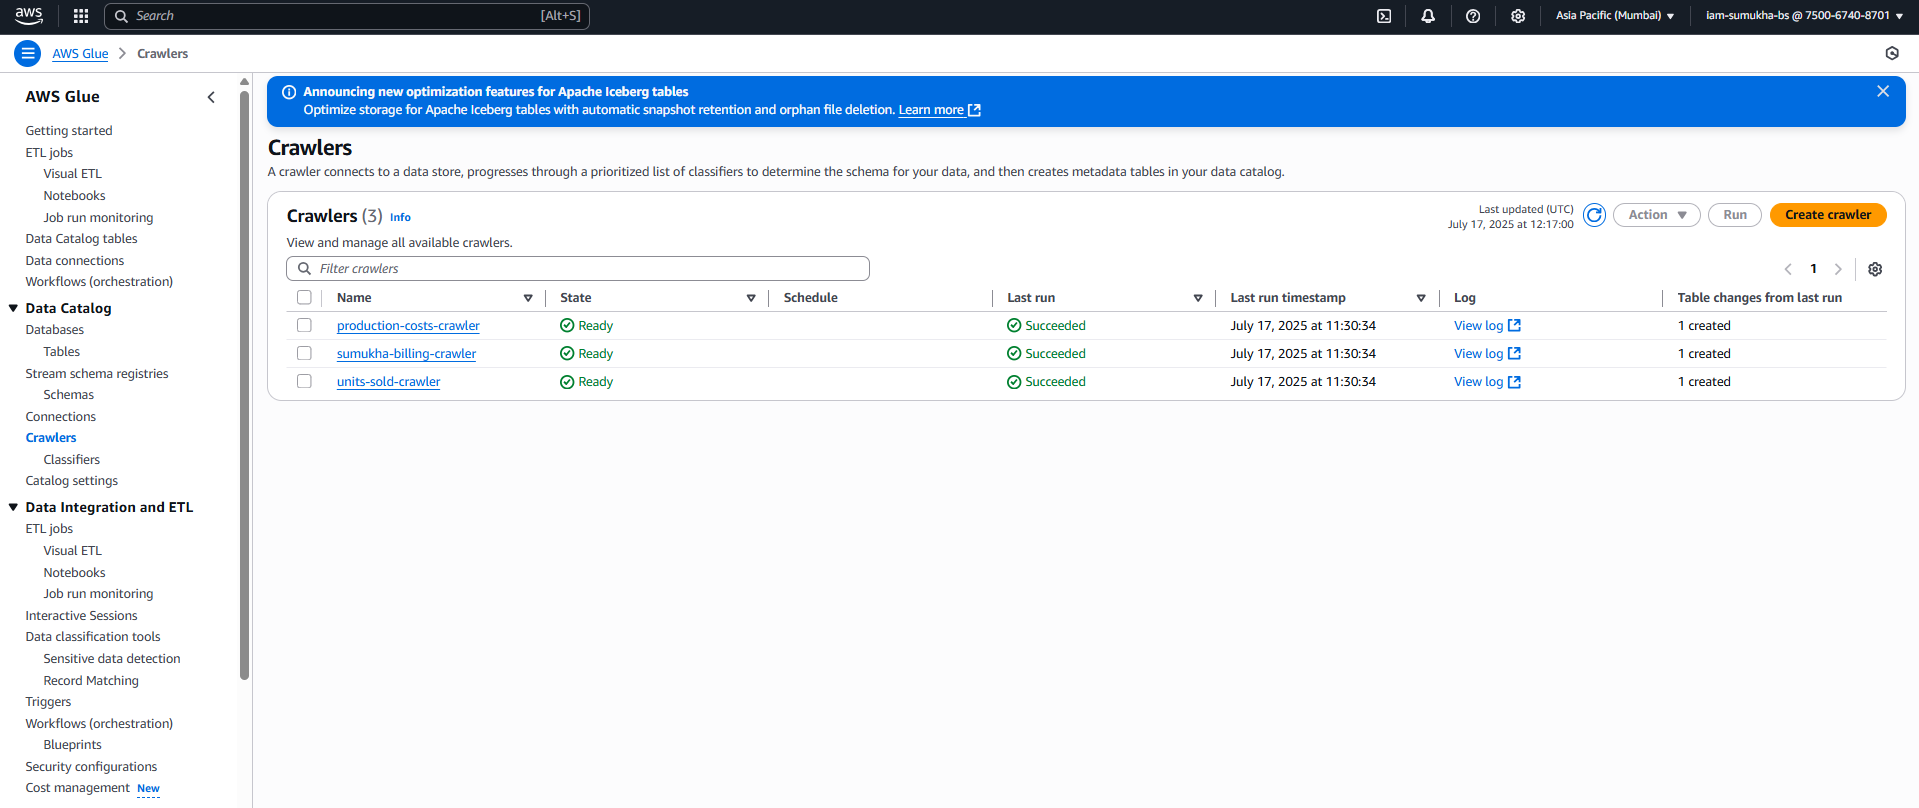 aws
Search [Alt+S]
Asia Pacific (Mumbai)
iam-sumukha-bs @ 7500-6740-8701
AWS Glue > Crawlers
AWS Glue
Getting started
ETL jobs
Visual ETL
Notebooks
Job run monitoring
Data Catalog tables
Data connections
Workflows (orchestration)
Data Catalog
Databases
Tables
Stream schema registries
Schemas
Connections
Crawlers
Classifiers
Catalog settings
Data Integration and ETL
ETL jobs
Visual ETL
Notebooks
Job run monitoring
Interactive Sessions
Data classification tools
Sensitive data detection
Record Matching
Triggers
Workflows (orchestration)
Blueprints
Security configurations
Cost management New
Announcing new optimization features for Apache Iceberg tables
Optimize storage for Apache Iceberg tables with automatic snapshot retention and orphan file deletion. Learn more
Crawlers
A crawler connects to a data store, progresses through a prioritized list of classifiers to determine the schema for your data, and then creates metadata tables in your data catalog.
Crawlers (3) Info
Last updated (UTC)
July 17, 2025 at 12:17:00
Action
Run
Create crawler
View and manage all available crawlers.
Filter crawlers
1
Name State Schedule Last run Last run timestamp Log Table changes from last run
production-costs-crawler Ready Succeeded July 17, 2025 at 11:30:34 View log 1 created
sumukha-billing-crawler Ready Succeeded July 17, 2025 at 11:30:34 View log 1 created
units-sold-crawler Ready Succeeded July 17, 2025 at 11:30:34 View log 1 created